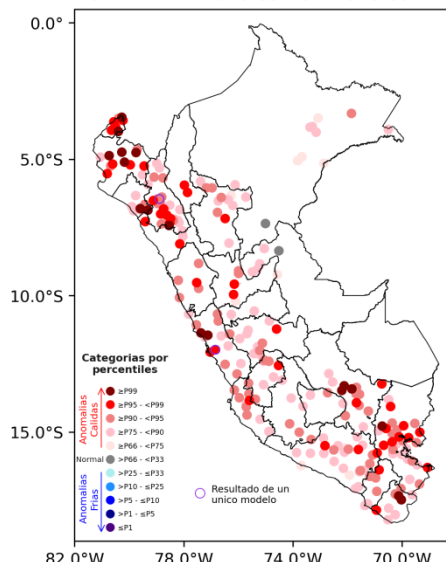 0.0°
5.0°S
10.0°S
15.0°S
82.0°W
78.0°W
74.0°W
70.0°W
Categorias por
percentiles
Anomalias
Calidas
≥P99
≥P95 - <P99
≥P90 - <P95
≥P75 - <P90
≥P66 - <P75
Normal
>P66 - <P33
Anomalias
Frias
>P25 - ≤P33
>P10 - ≤P25
>P5 - ≤P10
>P1 - ≤P5
≤P1
Resultado de un
unico modelo